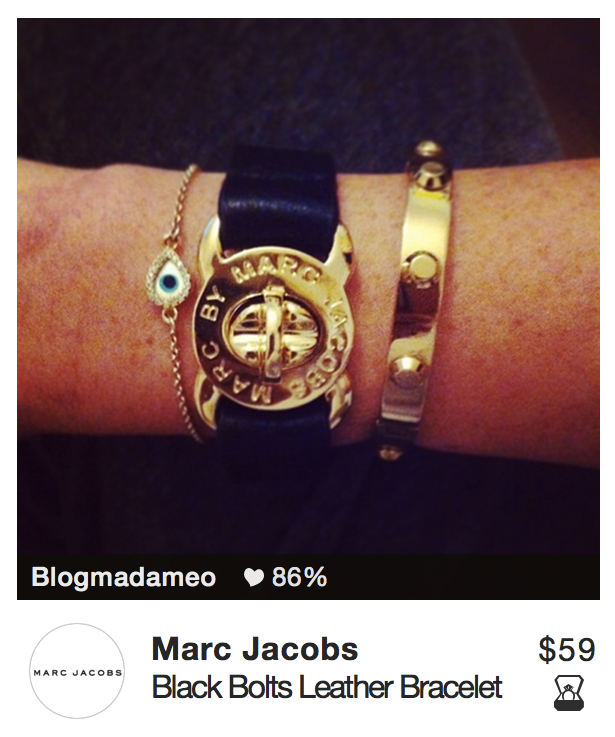 MARC BY MARC JACOBS
Blogmadameo 86%
MARC JACOBS
Marc Jacobs $59
Black Bolts Leather Bracelet